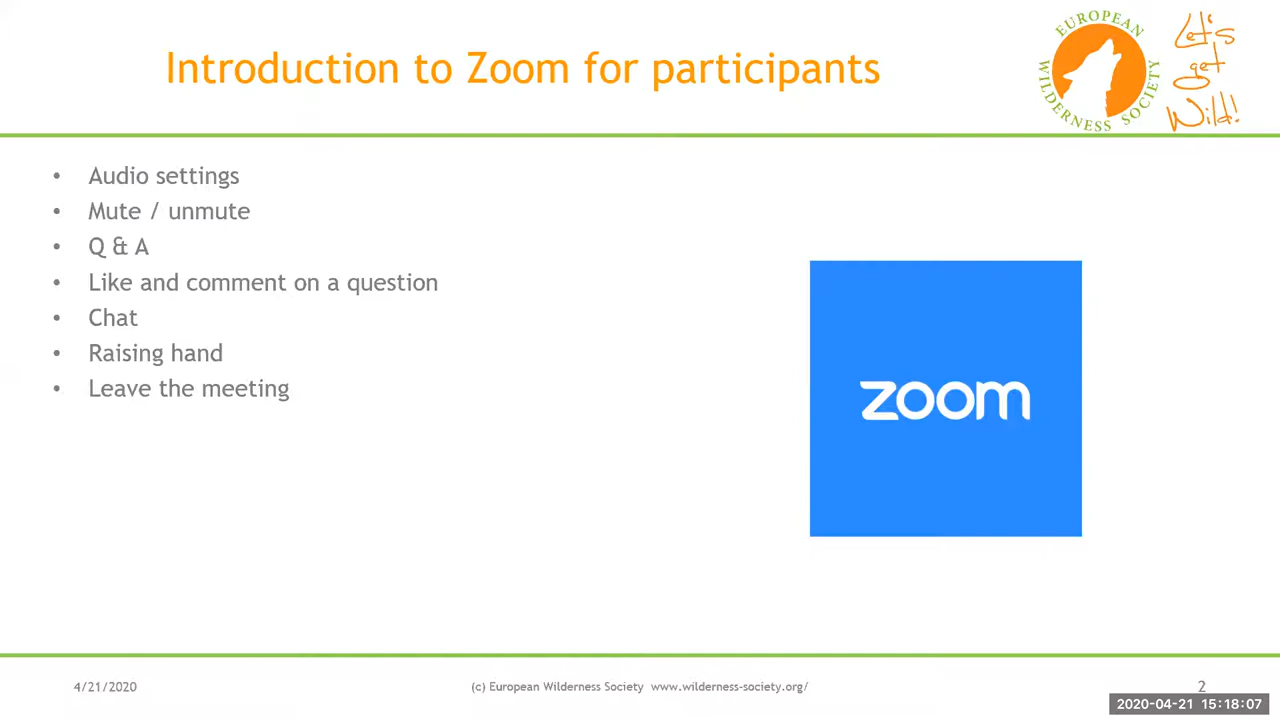 Introduction to Zoom for participants
EUROPEAN
WILDERNESS SOCIETY
Let's
get
Wild!
• Audio settings
• Mute / unmute
• Q & A
• Like and comment on a question
• Chat
• Raising hand
• Leave the meeting
zoom
4/21/2020
(c) European Wilderness Society www.wilderness-society.org/
2
2020-04-21 15:18:07